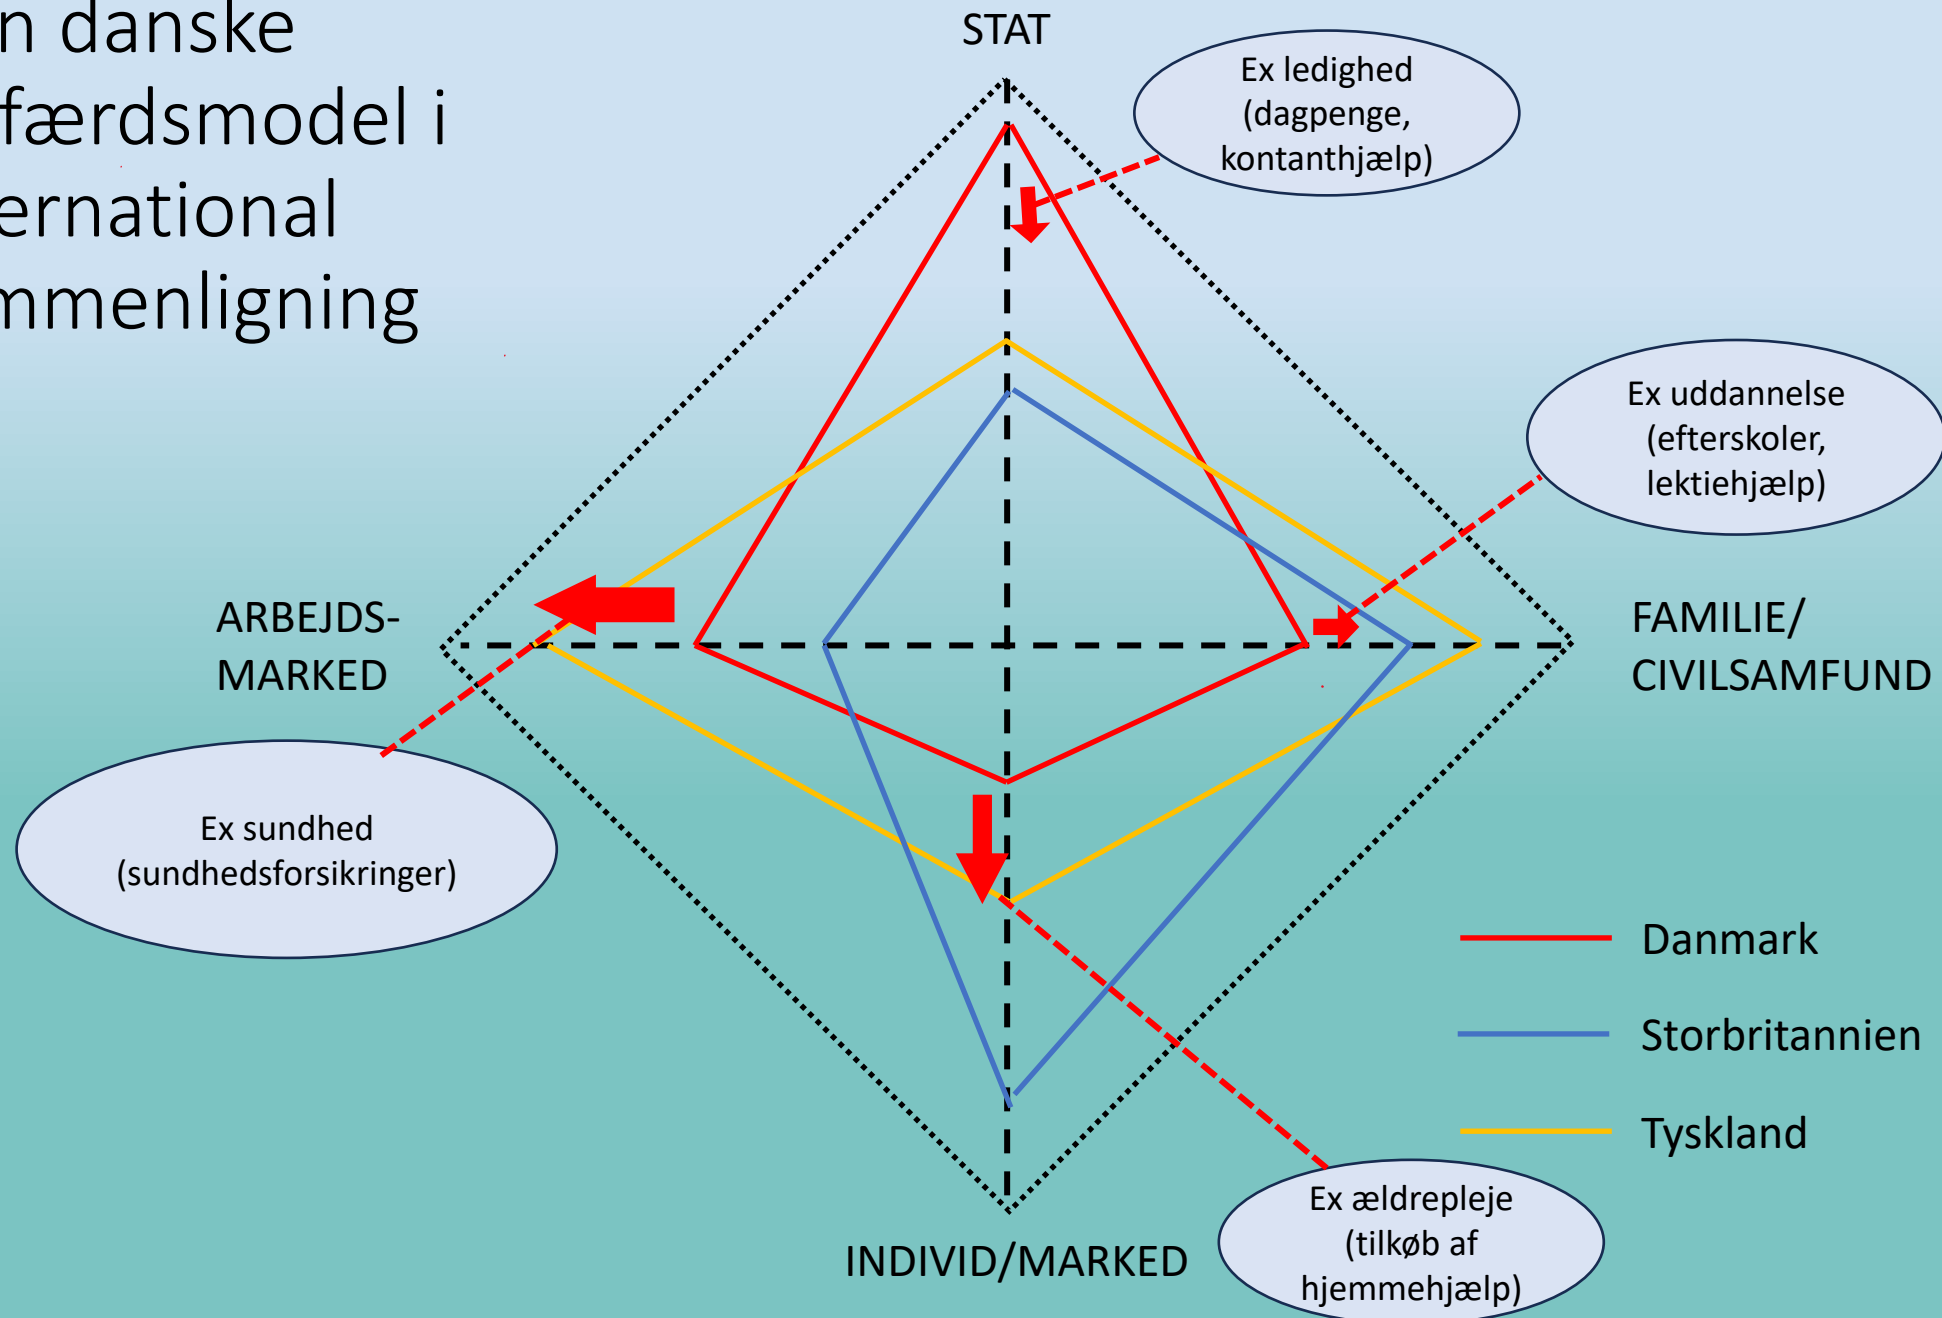 n danske
færdsmodel i
ernational
mmenligning
STAT
Ex ledighed
(dagpenge,
kontanthjælp)
Ex uddannelse
(efterskoler,
lektiehjælp)
ARBEJDS-
MARKED
FAMILIE/
CIVILSAMFUND
Ex sundhed
(sundhedsforsikringer)
Danmark
Storbritannien
Tyskland
INDIVID/MARKED
Ex ældrepleje
(tilkøb af
hjemmehjælp)